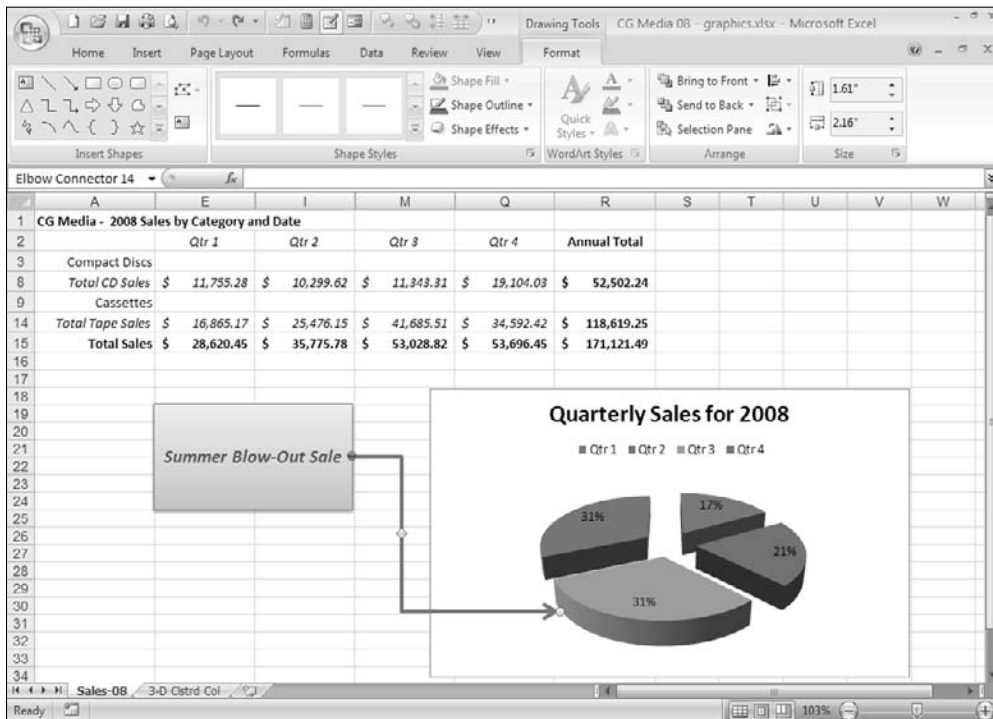 Drawing Tools CG Media 08 - graphics.xlsx - Microsoft Excel
Home Insert Page Layout Formulas Data Review View Format
Shape Fill
Shape Outline
Shape Effects
Quick Styles
Bring to Front
Send to Back
Selection Pane
1.61"
2.16"
Insert Shapes Shape Styles WordArt Styles Arrange Size
Elbow Connector 14 fx
A E I M Q R S T U V W
1 CG Media - 2008 Sales by Category and Date
2 Qtr 1 Qtr 2 Qtr 3 Qtr 4 Annual Total
3 Compact Discs
8 Total CD Sales $ 11,755.28 $ 10,299.62 $ 11,343.31 $ 19,104.03 $ 52,502.24
9 Cassettes
14 Total Tape Sales $ 16,865.17 $ 25,476.15 $ 41,685.51 $ 34,592.42 $ 118,619.25
15 Total Sales $ 28,620.45 $ 35,775.78 $ 53,028.82 $ 53,696.45 $ 171,121.49
16
17
18
19
20
21
22
23
24
25
26
27
28
29
30
31
32
33
34
Summer Blow-Out Sale
Quarterly Sales for 2008
Qtr 1 Qtr 2 Qtr 3 Qtr 4
17%
31%
21%
31%
Sales-08 3-D Clstrd Col
Ready 103%